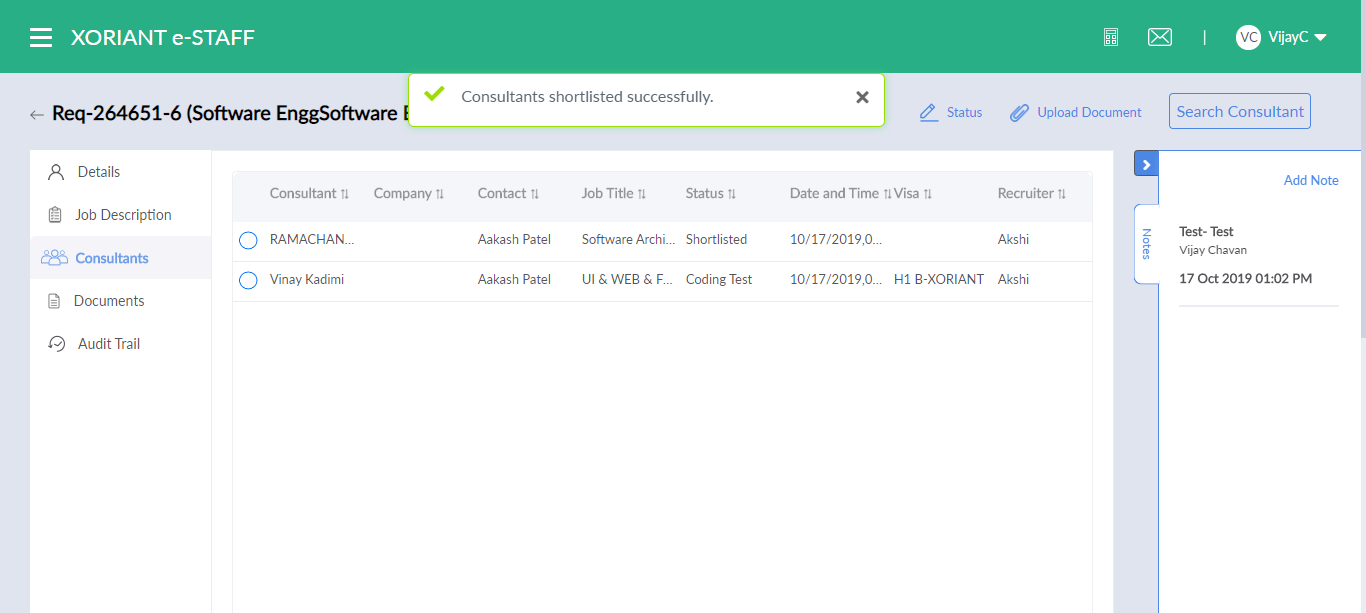 XORIANT e-STAFF
|
VC VijayC
Consultants shortlisted successfully.
Req-264651-6 (Software EnggSoftware
Status
Upload Document
Search Consultant
Details
Job Description
Consultants
Documents
Audit Trail
Consultant Company Contact Job Title Status Date and Time Visa Recruiter
RAMACHAN... Aakash Patel Software Archi... Shortlisted 10/17/2019,0... Akshi
Vinay Kadimi Aakash Patel UI & WEB & F... Coding Test 10/17/2019,0... H1 B-XORIANT Akshi
Notes
Add Note
Test- Test
Vijay Chavan
17 Oct 2019 01:02 PM